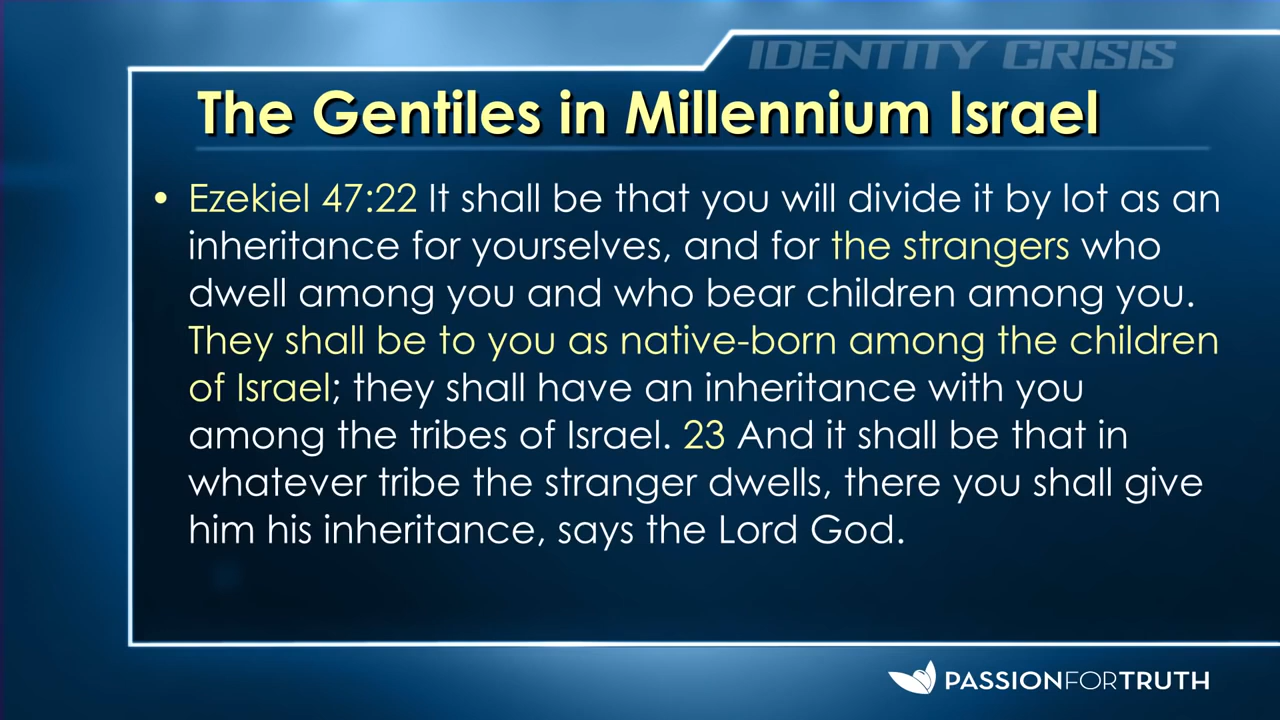 IDENTITY CRISIS
The Gentiles in Millennium Israel
• Ezekiel 47:22 It shall be that you will divide it by lot as an
inheritance for yourselves, and for the strangers who
dwell among you and who bear children among you.
They shall be to you as native-born among the children
of Israel; they shall have an inheritance with you
among the tribes of Israel. 23 And it shall be that in
whatever tribe the stranger dwells, there you shall give
him his inheritance, says the Lord God.
PASSIONFORTRUTH